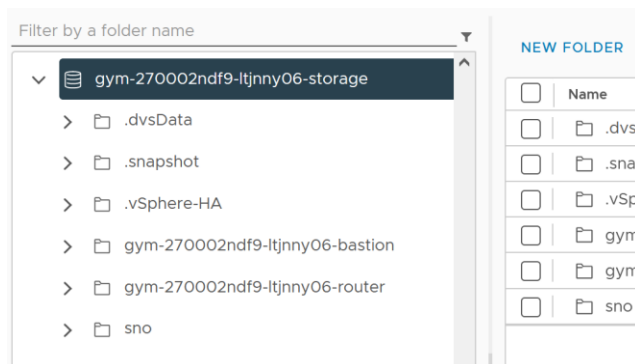 Filter by a folder name
gym-270002ndf9-ltjnny06-storage
.dvsData
.snapshot
.vSphere-HA
gym-270002ndf9-ltjnny06-bastion
gym-270002ndf9-ltjnny06-router
sno
NEW FOLDER
Name
.dvs
.sna
.vSp
gym
gym
sno